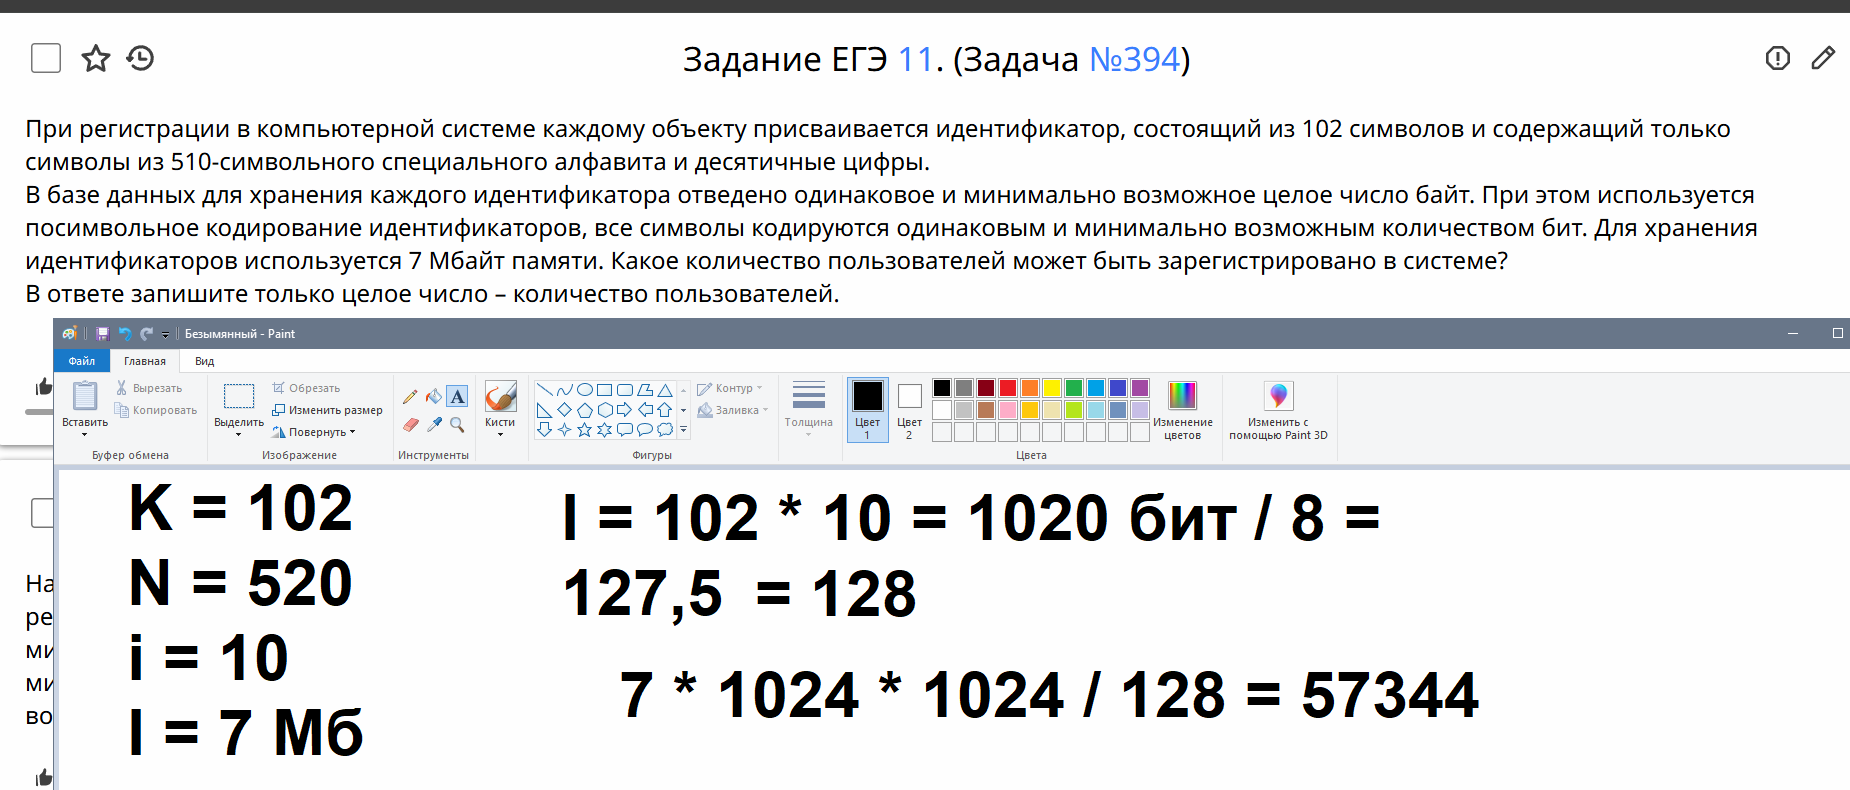 Задание ЕГЭ 11. (Задача №394)
При регистрации в компьютерной системе каждому объекту присваивается идентификатор, состоящий из 102 символов и содержащий только
символы из 510-символьного специального алфавита и десятичные цифры.
В базе данных для хранения каждого идентификатора отведено одинаковое и минимально возможное целое число байт. При этом используется
посимвольное кодирование идентификаторов, все символы кодируются одинаковым и минимально возможным количеством бит. Для хранения
идентификаторов используется 7 Мбайт памяти. Какое количество пользователей может быть зарегистрировано в системе?
В ответе запишите только целое число – количество пользователей.
Безымянный - Paint
Файл Главная Вид
Вставить
Вырезать
Копировать
Буфер обмена
Выделить
Обрезать
Изменить размер
Повернуть
Изображение
A
Инструменты
Кисти
Контур
Заливка
Фигуры
Толщина
Цвет 1
Цвет 2
Изменение цветов
Цвета
Изменить с помощью Paint 3D
На
ре
ми
ми
во
K = 102
N = 520
i = 10
I = 7 Мб
I = 102 * 10 = 1020 бит / 8 =
127,5 = 128
7 * 1024 * 1024 / 128 = 57344